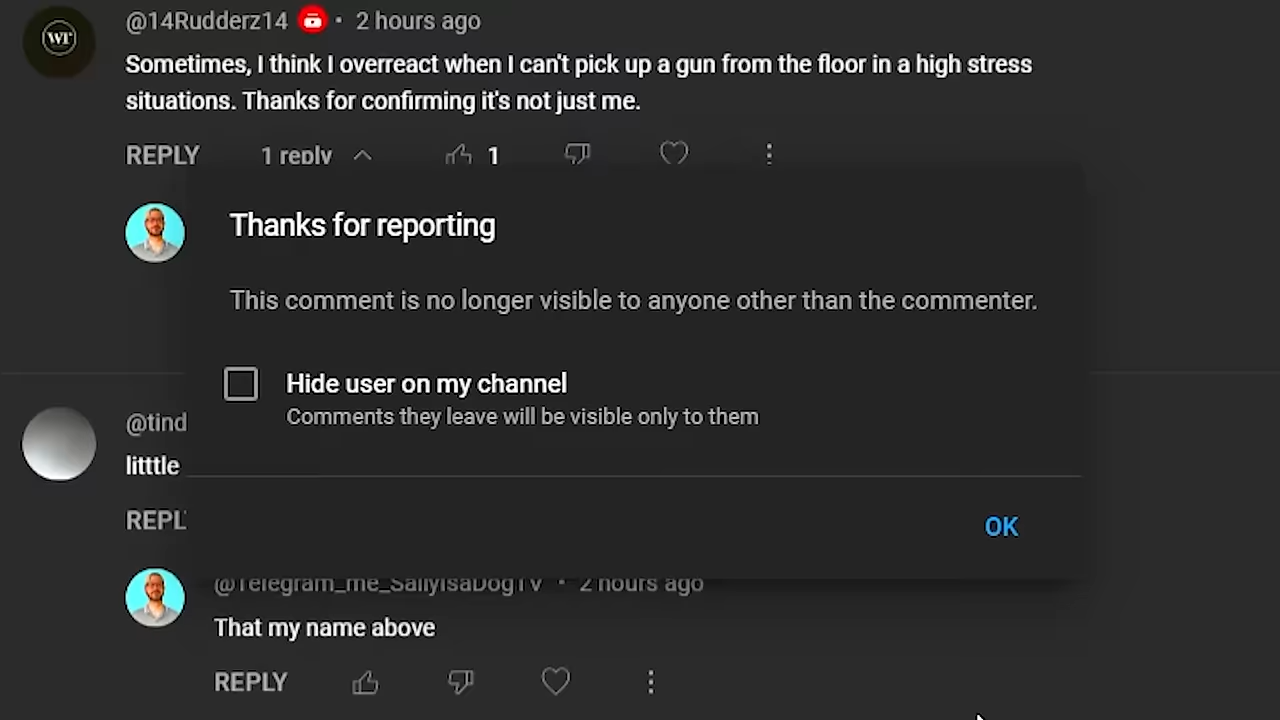 @14Rudderz14 · 2 hours ago
Sometimes, I think I overreact when I can't pick up a gun from the floor in a high stress
situations. Thanks for confirming it's not just me.
REPLY 1 reply 1
Thanks for reporting
This comment is no longer visible to anyone other than the commenter.
Hide user on my channel
Comments they leave will be visible only to them
@tind
litttle
REPL
OK
@Telegram_me_SallyIsaDogTV · 2 hours ago
That my name above
REPLY